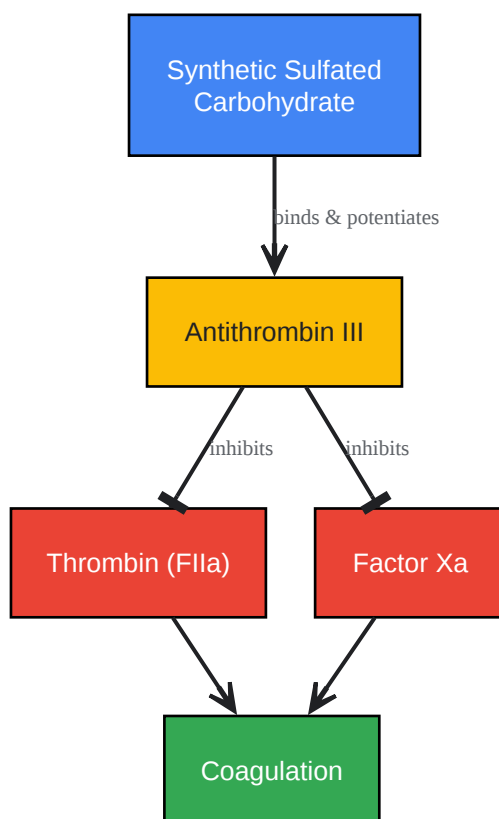 Synthetic Sulfated
Carbohydrate
binds & potentiates
Antithrombin III
inhibits inhibits
Thrombin (FIIa) Factor Xa
Coagulation